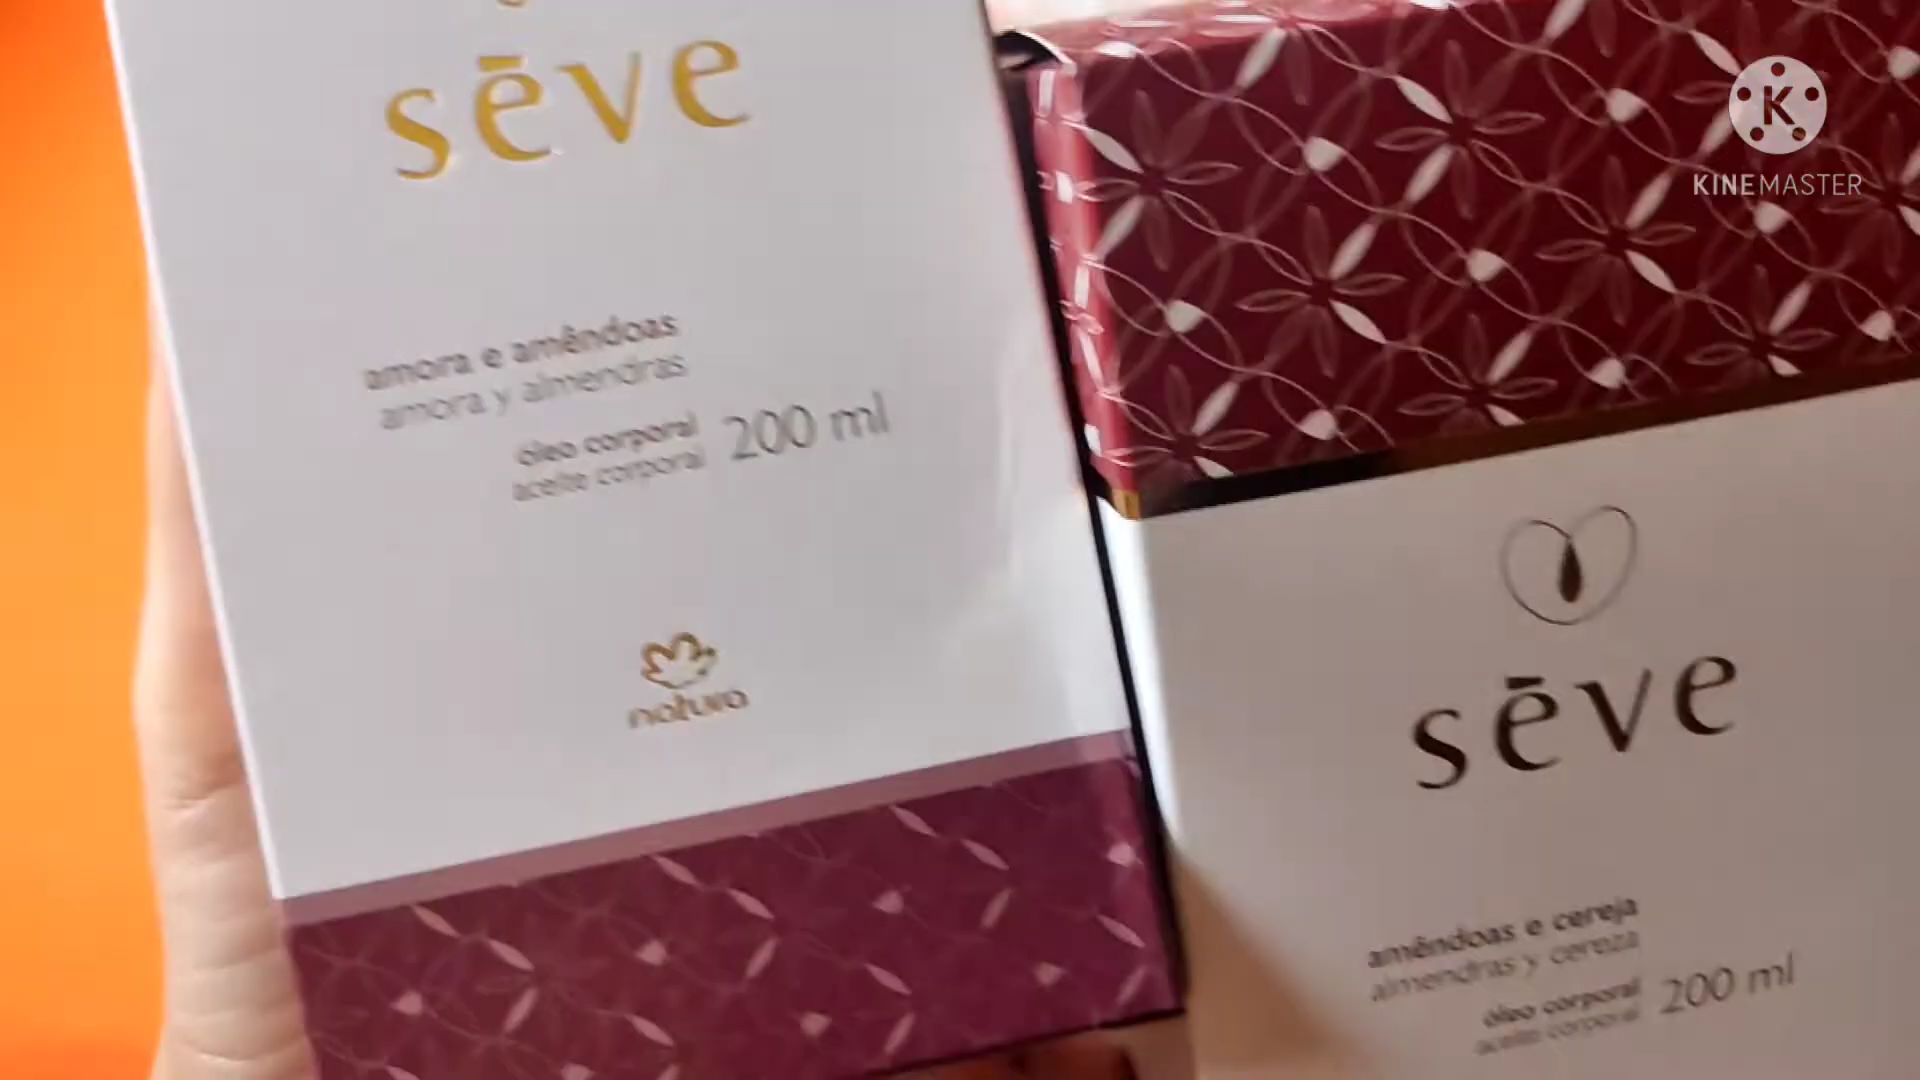 sēve
amora e amêndoas
amora y almendras
óleo corporal
aceite corporal
200 ml
natura
K
KINEMASTER
sēve
amêndoas e cereja
almendras y cereza
óleo corporal
aceite corporal
200 ml